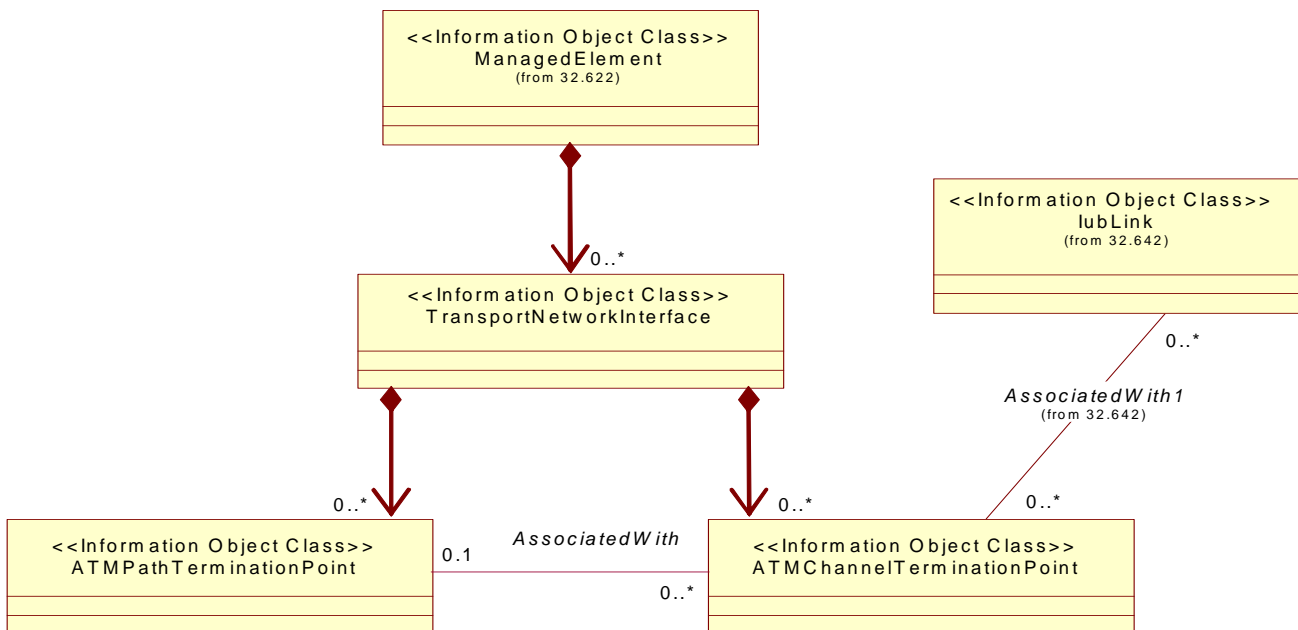 <<Information Object Class>>
ManagedElement
(from 32.622)
<<Information Object Class>>
IubLink
(from 32.642)
0..*
<<Information Object Class>>
TransportNetworkInterface
0..*
AssociatedWith1
(from 32.642)
0..*
0..*
0..*
<<Information Object Class>>
ATMPathTerminationPoint
0.1
AssociatedWith
0..*
<<Information Object Class>>
ATMChannelTerminationPoint